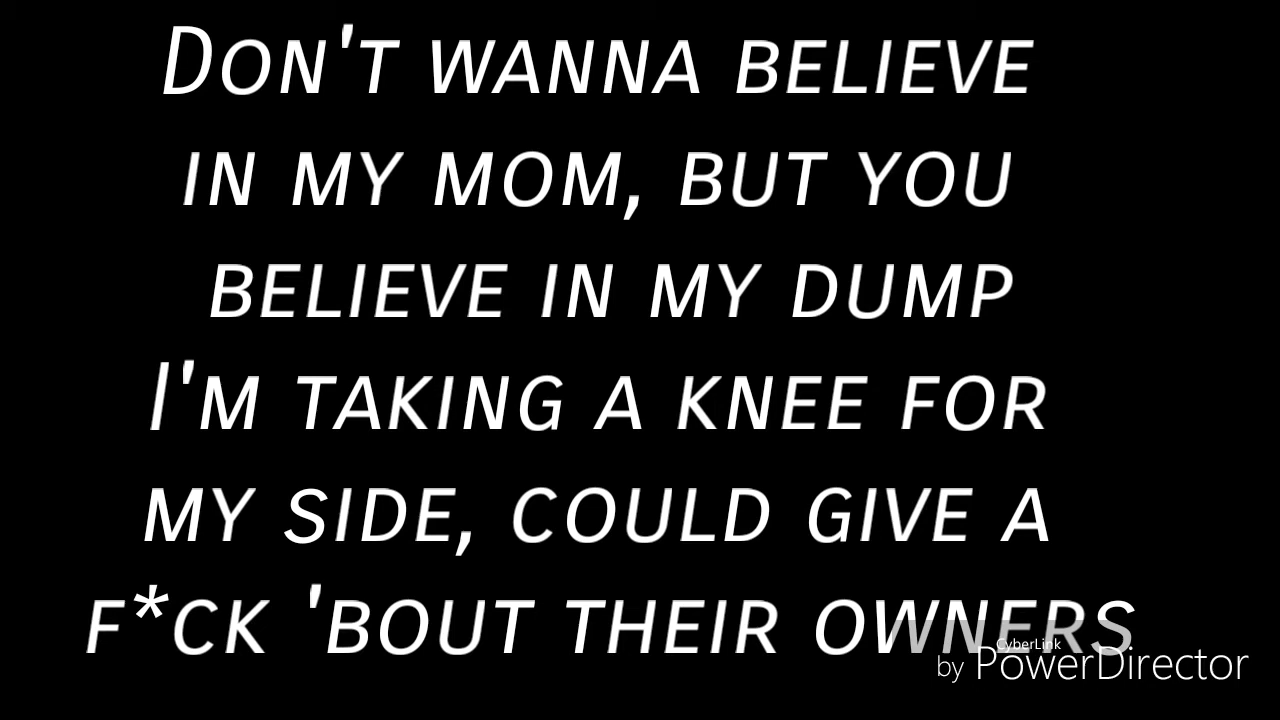 Don't wanna believe
in my mom, but you
believe in my dump
I'm taking a knee for
my side, could give a
f*ck 'bout their owners
CyberLink
by PowerDirector